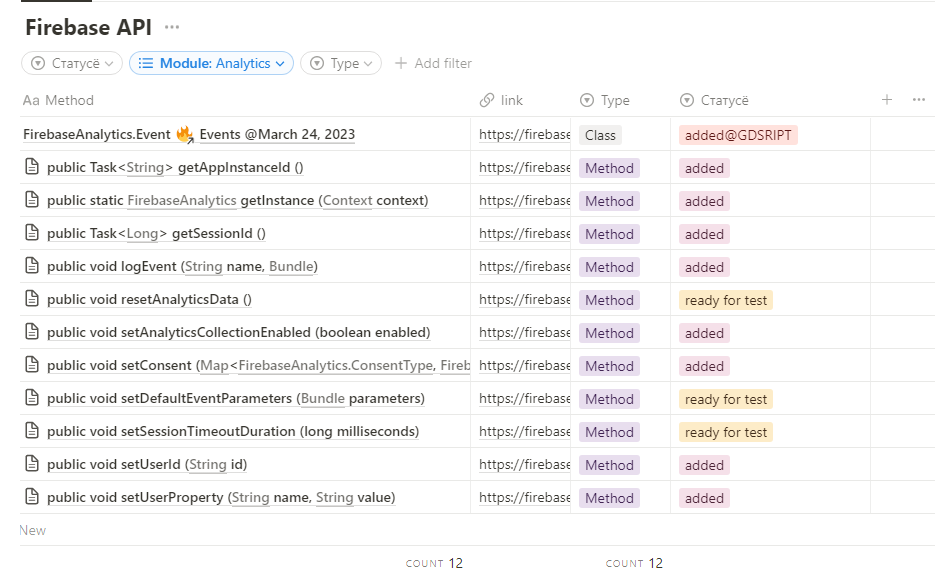 Firebase API ...
Статусё Module: Analytics Type + Add filter
Aa Method link Type Статусё + ...
FirebaseAnalytics.Event Events @March 24, 2023 https://firebase Class added@GDSRIPT
public Task<String> getAppInstanceId () https://firebase Method added
public static FirebaseAnalytics getInstance (Context context) https://firebase Method added
public Task<Long> getSessionId () https://firebase Method added
public void logEvent (String name, Bundle) https://firebase Method added
public void resetAnalyticsData () https://firebase Method ready for test
public void setAnalyticsCollectionEnabled (boolean enabled) https://firebase Method added
public void setConsent (Map<FirebaseAnalytics.ConsentType, Fireb https://firebase Method added
public void setDefaultEventParameters (Bundle parameters) https://firebase Method ready for test
public void setSessionTimeoutDuration (long milliseconds) https://firebase Method ready for test
public void setUserId (String id) https://firebase Method added
public void setUserProperty (String name, String value) https://firebase Method added
New
COUNT 12 COUNT 12